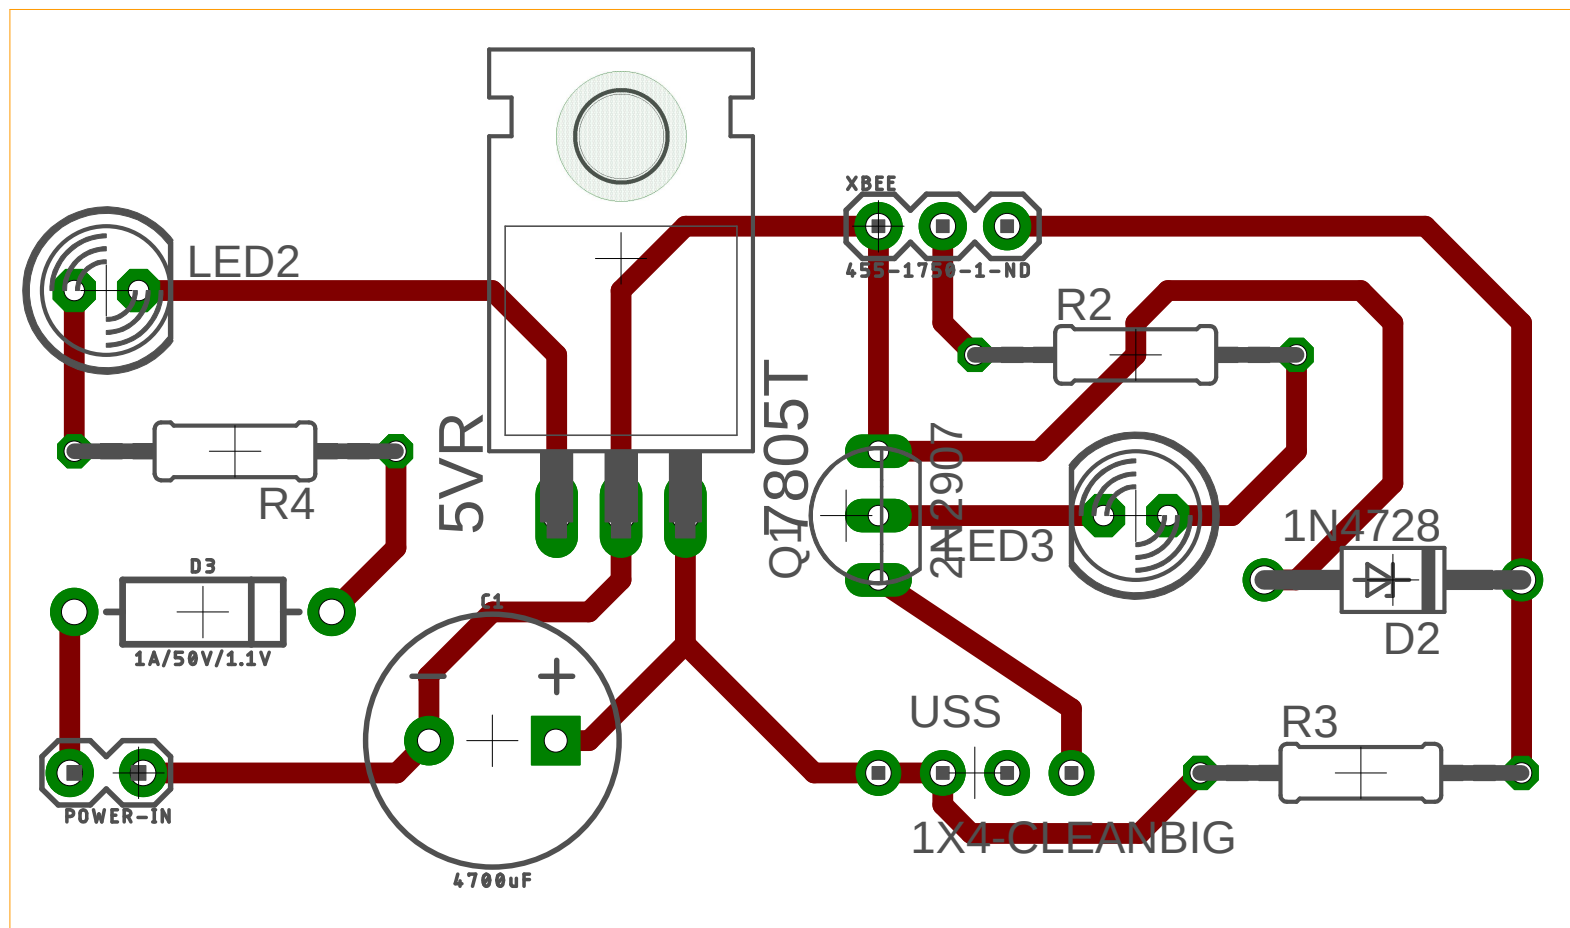 XBEE
LED2
455-1750-1-ND
R2
5VR
7805T
Q1
2N2907
R4
LED3
1N4728
D3
D2
1A/50V/1.1V
C1
USS
R3
POWER-IN
1X4-CLEANBIG
4700uF